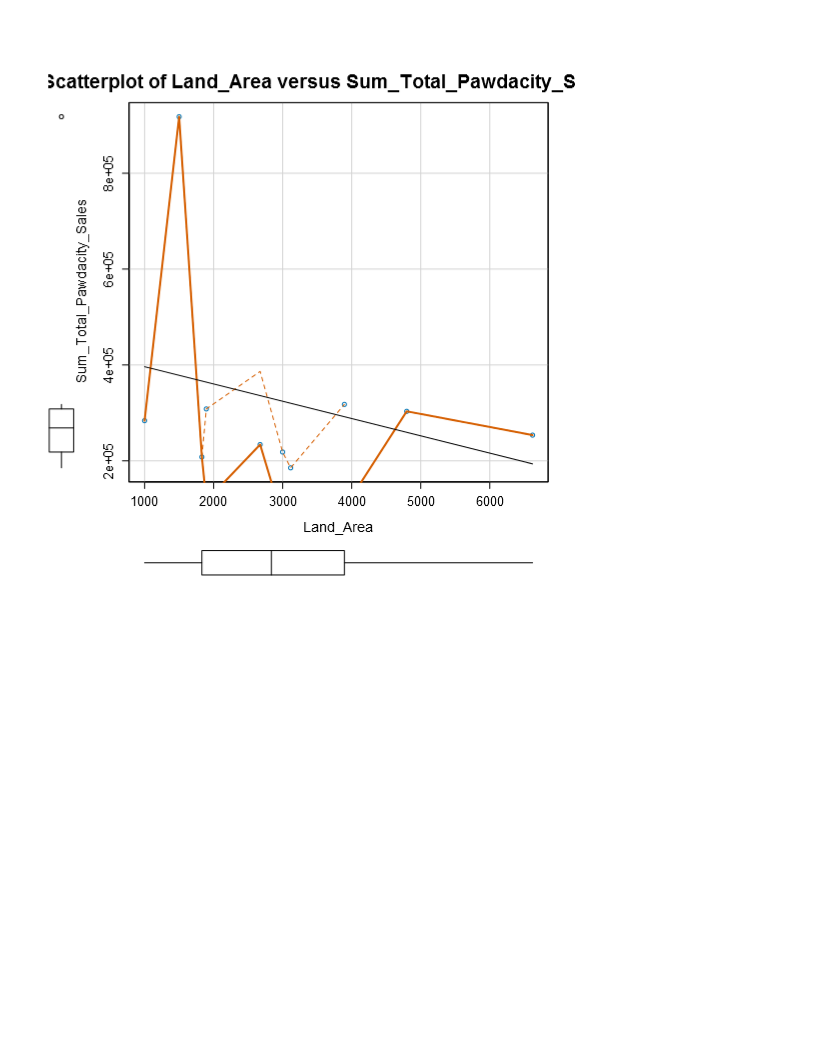 Scatterplot of Land_Area versus Sum_Total_Pawdacity_S
8e+05
6e+05
4e+05
2e+05
Sum_Total_Pawdacity_Sales
1000 2000 3000 4000 5000 6000
Land_Area